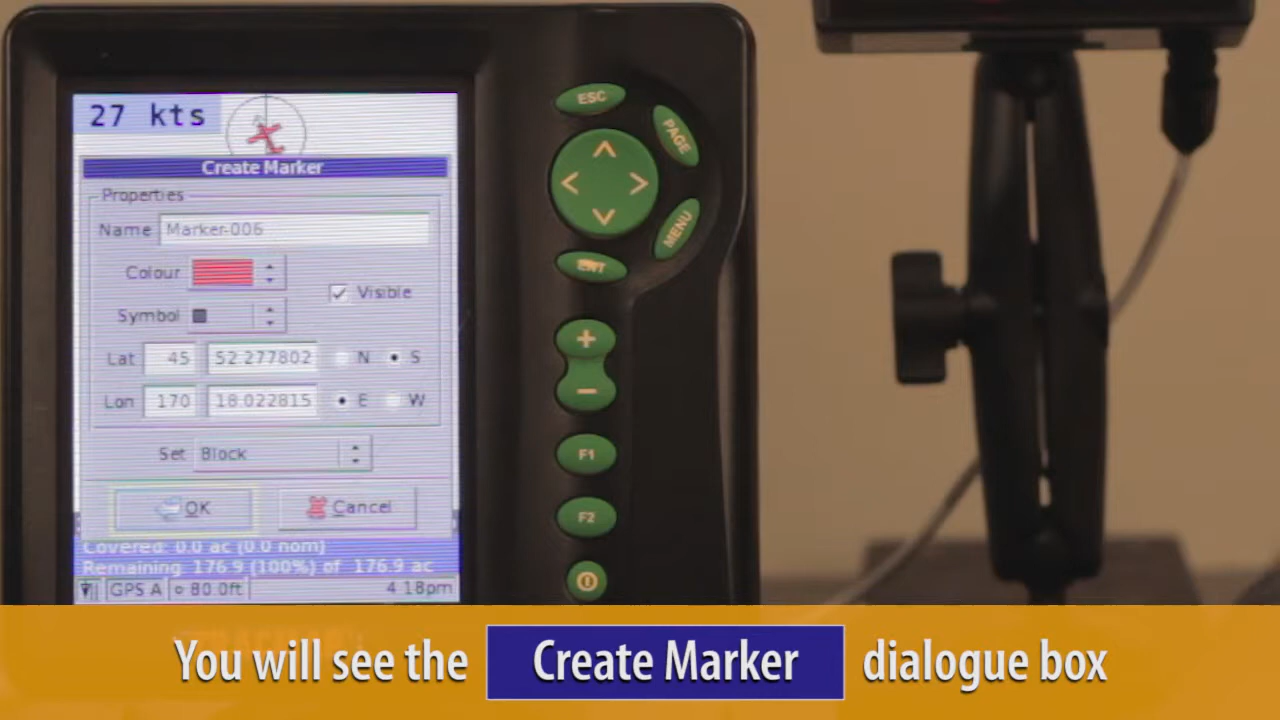 27 kts
Create Marker
Properties
Name Marker-006
Colour
Visible
Symbol
Lat 45 52.277802 N S
Lon 170 18.022815 E W
Set Block
OK Cancel
Covered: 0.0 ac (0.0 nom)
Remaining: 176.9 (100%) of 176.9 ac
GPS A 80.0ft 4:18pm
ESC
PAGE
MENU
ENT
+
-
F1
F2
You will see the Create Marker dialogue box